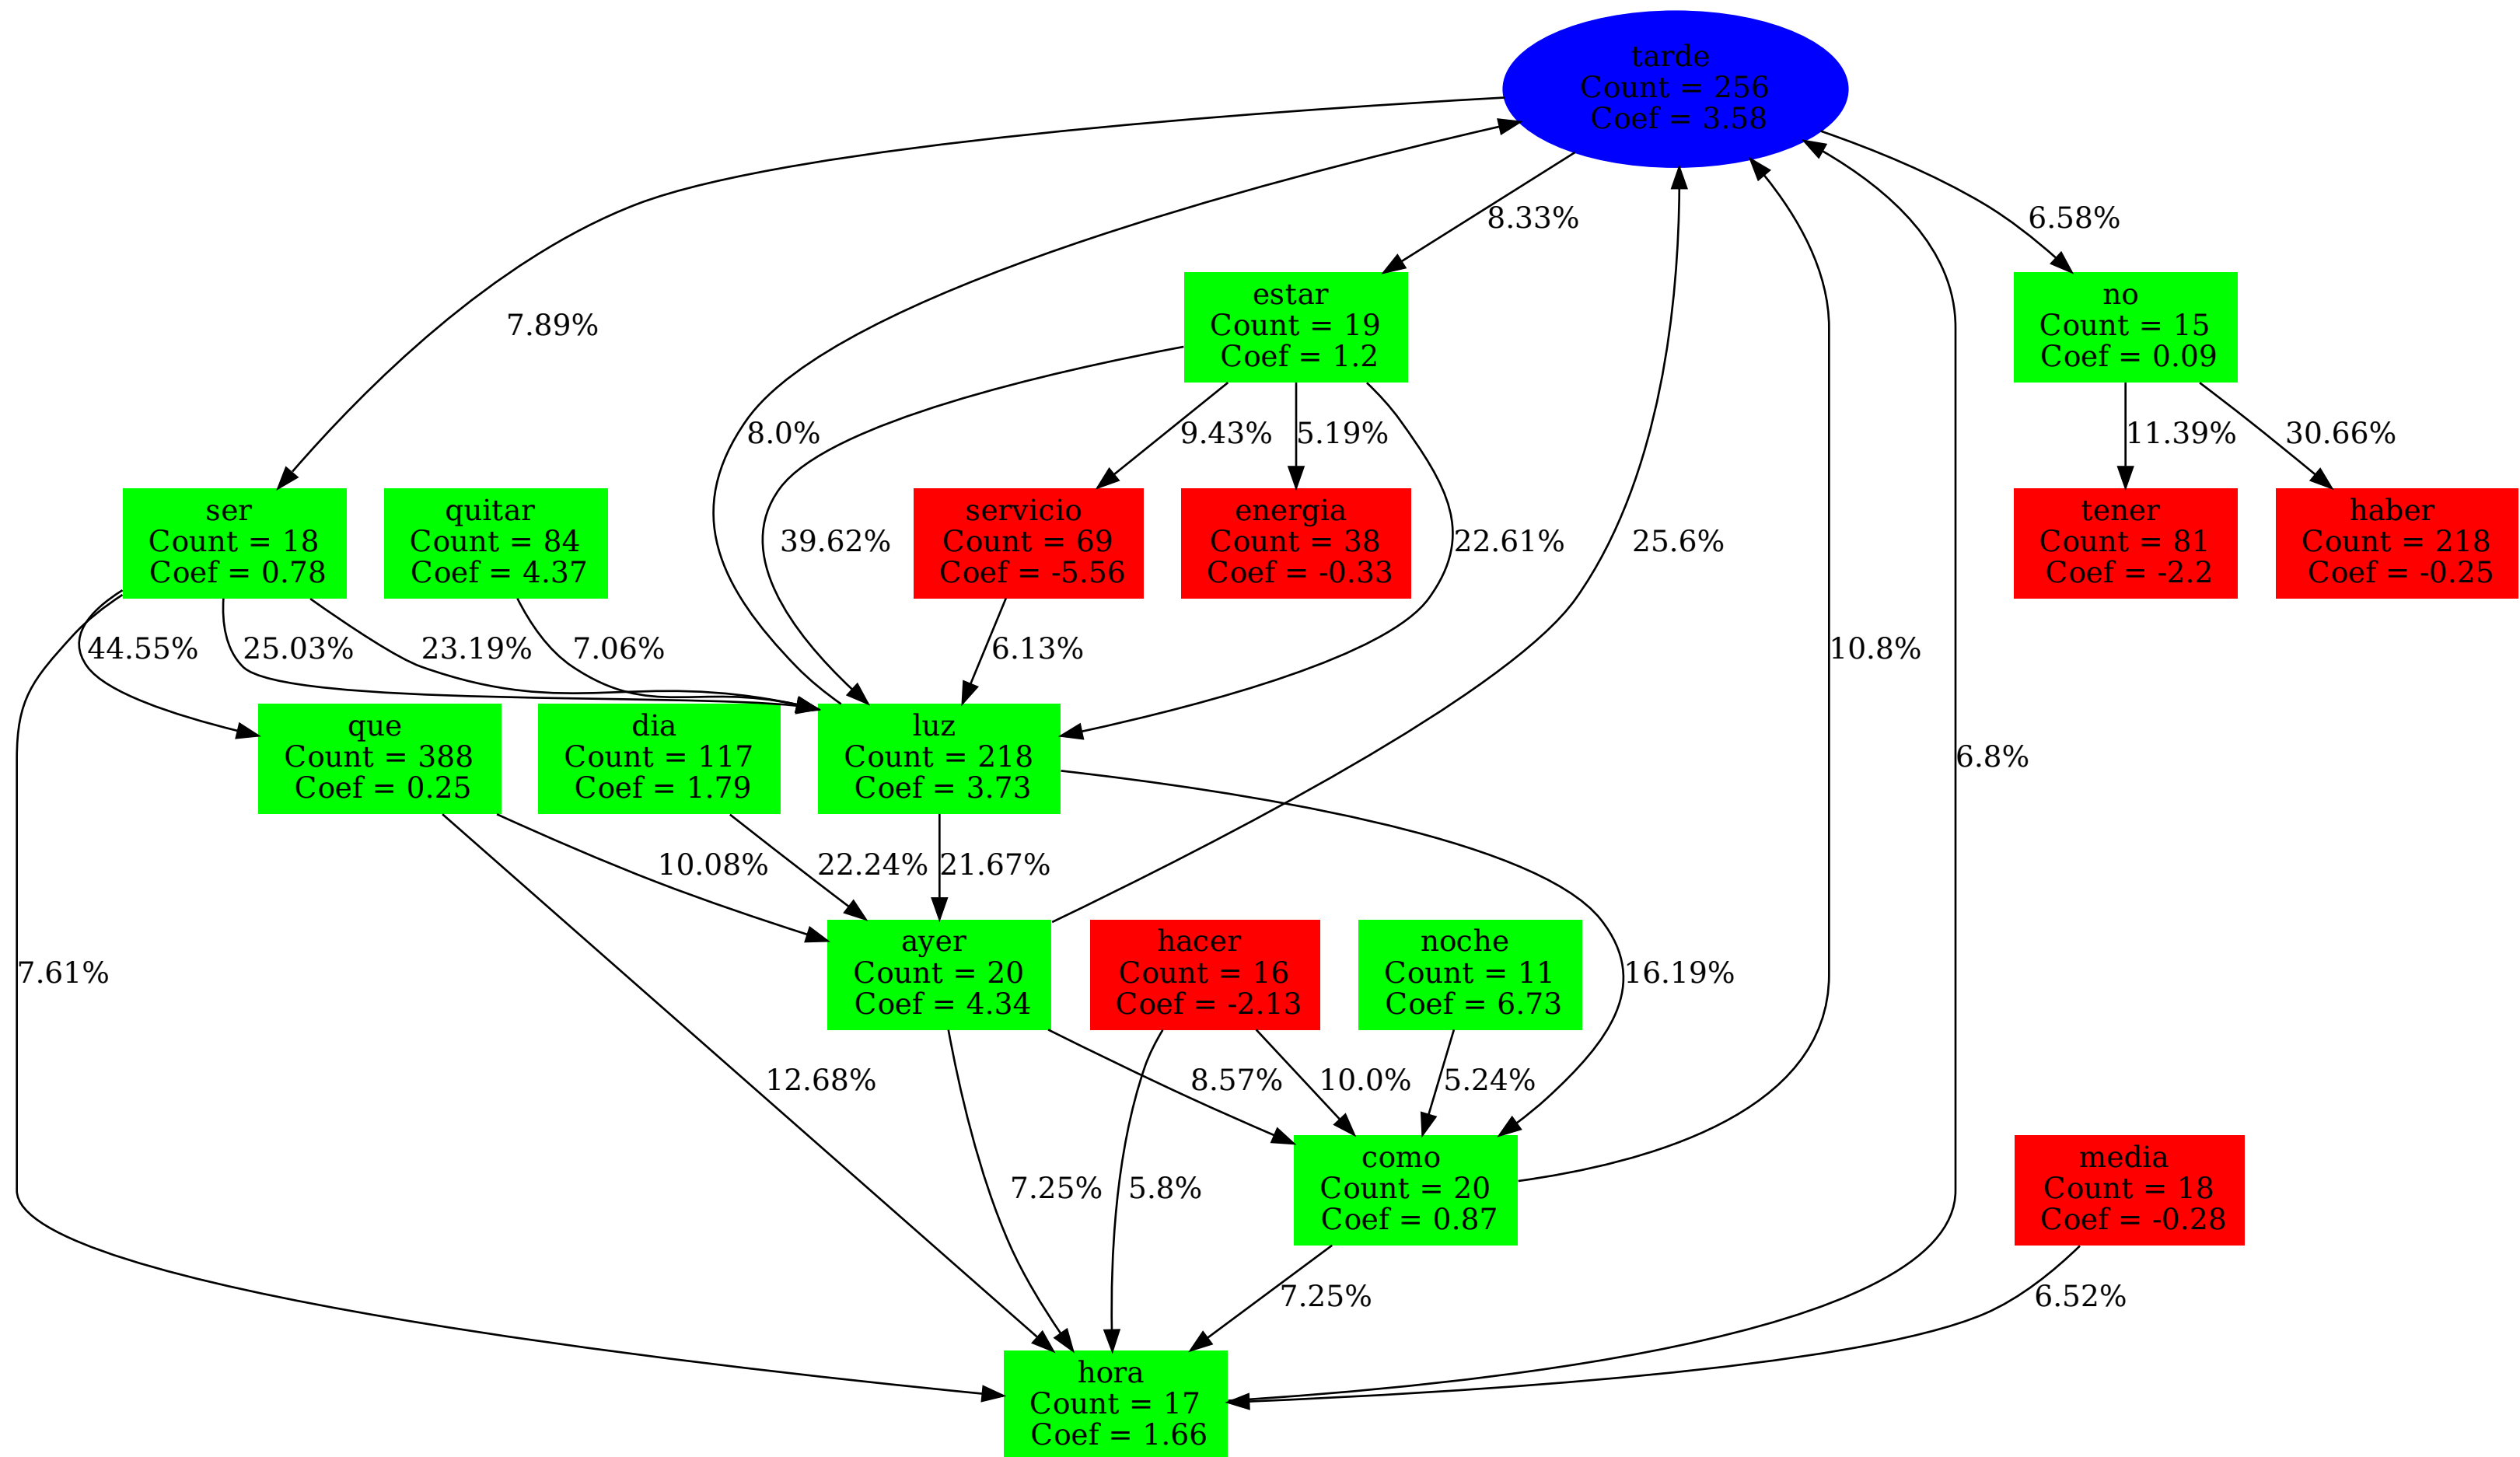 tarde
Count = 256
Coef = 3.58
8.33%
6.58%
estar
Count = 19
Coef = 1.2
no
Count = 15
Coef = 0.09
7.89%
8.0%
9.43%
5.19%
11.39%
30.66%
ser
Count = 18
Coef = 0.78
quitar
Count = 84
Coef = 4.37
39.62%
servicio
Count = 69
Coef = -5.56
energia
Count = 38
Coef = -0.33
22.61%
25.6%
tener
Count = 81
Coef = -2.2
haber
Count = 218
Coef = -0.25
44.55%
25.03%
23.19%
7.06%
6.13%
10.8%
que
Count = 388
Coef = 0.25
dia
Count = 117
Coef = 1.79
luz
Count = 218
Coef = 3.73
6.8%
10.08%
22.24%
21.67%
7.61%
ayer
Count = 20
Coef = 4.34
hacer
Count = 16
Coef = -2.13
noche
Count = 11
Coef = 6.73
16.19%
12.68%
8.57%
10.0%
5.24%
7.25%
5.8%
como
Count = 20
Coef = 0.87
media
Count = 18
Coef = -0.28
7.25%
6.52%
hora
Count = 17
Coef = 1.66